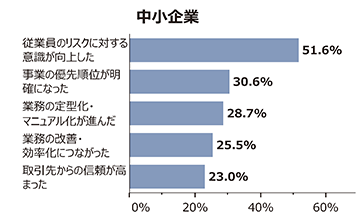 中小企業
従業員のリスクに対する
意識が向上した
51.6%
事業の優先順位が明
確になった
30.6%
業務の定型化・
マニュアル化が進んだ
28.7%
業務の改善・
効率化につながった
25.5%
取引先からの信頼が高
まった
23.0%
0% 20% 40% 60%